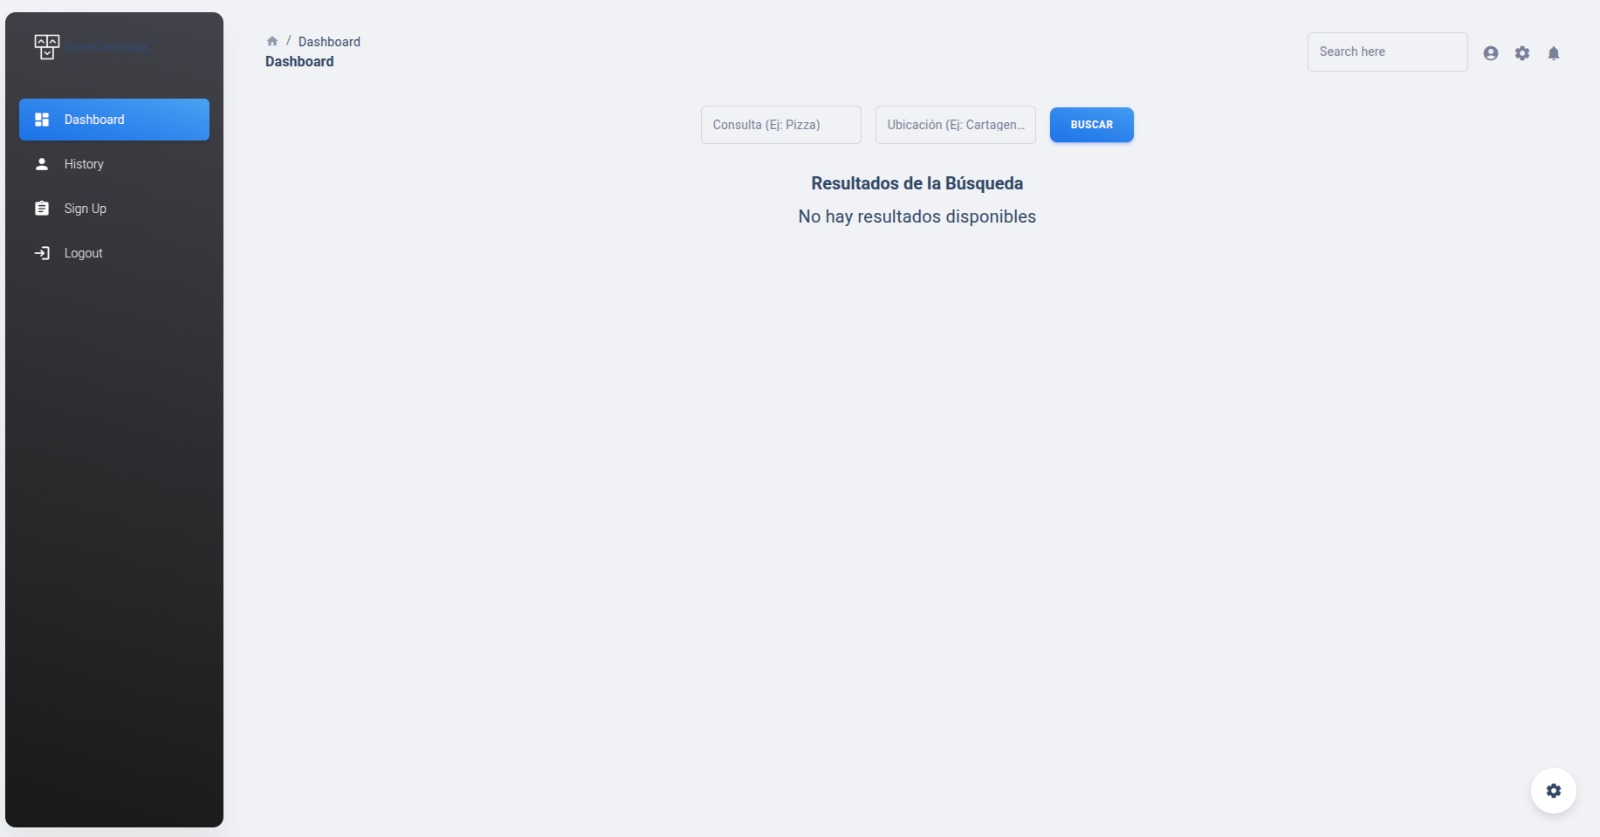 / Dashboard
Dashboard
Search here
Dashboard
History
Sign Up
Logout
Consulta (Ej: Pizza)
Ubicación (Ej: Cartagen...
BUSCAR
Resultados de la Búsqueda
No hay resultados disponibles